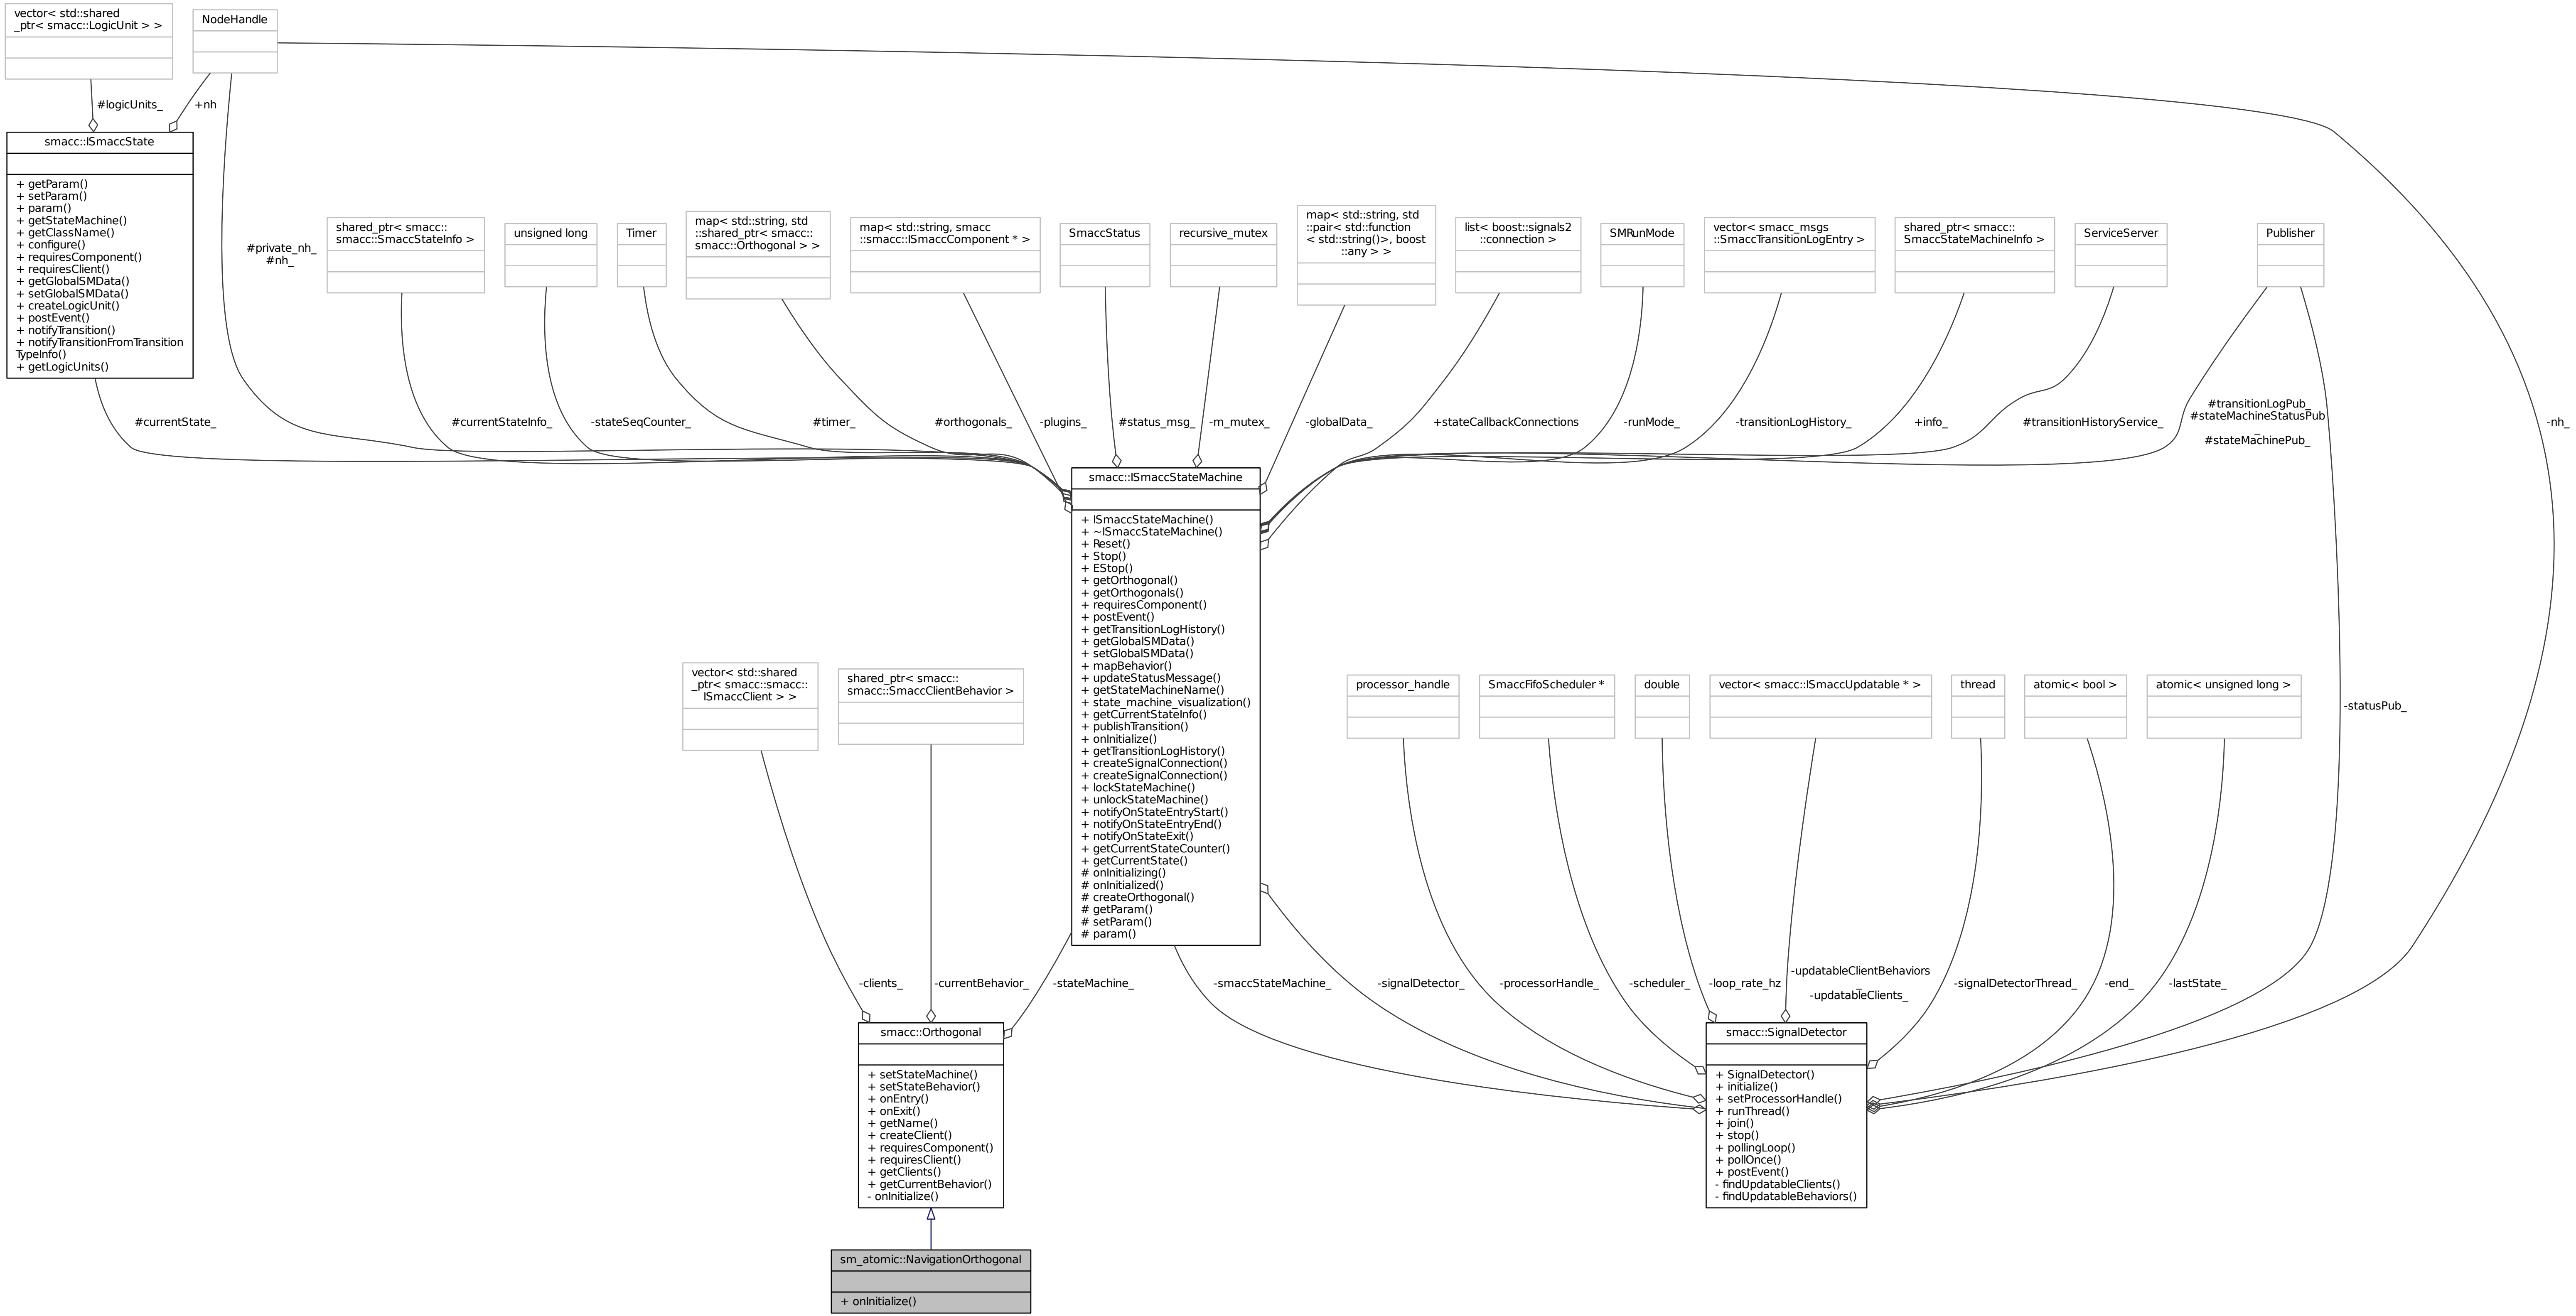 vector< std::shared
_ptr< smacc::LogicUnit > >
NodeHandle
#logicUnits_
+nh
smacc::ISmaccState
+ getParam()
+ setParam()
+ param()
+ getStateMachine()
+ getClassName()
+ configure()
+ requiresComponent()
+ requiresClient()
+ getGlobalSMData()
+ setGlobalSMData()
+ createLogicUnit()
+ postEvent()
+ notifyTransition()
+ notifyTransitionFromTransition
TypeInfo()
+ getLogicUnits()
#private_nh_
#nh_
shared_ptr< smacc::
smacc::SmaccStateInfo >
unsigned long
Timer
map< std::string, std
::shared_ptr< smacc::
smacc::Orthogonal > >
map< std::string, smacc
::smacc::ISmaccComponent * >
SmaccStatus
recursive_mutex
map< std::string, std
::pair< std::function
< std::string()>, boost
::any > >
list< boost::signals2
::connection >
SMRunMode
vector< smacc_msgs
::SmaccTransitionLogEntry >
shared_ptr< smacc::
SmaccStateMachineInfo >
ServiceServer
Publisher
#currentState_
#currentStateInfo_
-stateSeqCounter_
#timer_
#orthogonals_
-plugins_
#status_msg_
-m_mutex_
-globalData_
+stateCallbackConnections
-runMode_
-transitionLogHistory_
+info_
#transitionHistoryService_
#transitionLogPub_
#stateMachineStatusPub
_
#stateMachinePub_
-nh_
smacc::ISmaccStateMachine
+ ISmaccStateMachine()
+ ~ISmaccStateMachine()
+ Reset()
+ Stop()
+ EStop()
+ getOrthogonal()
+ getOrthogonals()
+ requiresComponent()
+ postEvent()
+ getTransitionLogHistory()
+ getGlobalSMData()
+ setGlobalSMData()
+ mapBehavior()
+ updateStatusMessage()
+ getStateMachineName()
+ state_machine_visualization()
+ getCurrentStateInfo()
+ publishTransition()
+ onInitialize()
+ getTransitionLogHistory()
+ createSignalConnection()
+ createSignalConnection()
+ lockStateMachine()
+ unlockStateMachine()
+ notifyOnStateEntryStart()
+ notifyOnStateEntryEnd()
+ notifyOnStateExit()
+ getCurrentStateCounter()
+ getCurrentState()
# onInitializing()
# onInitialized()
# createOrthogonal()
# getParam()
# setParam()
# param()
vector< std::shared
_ptr< smacc::smacc::
ISmaccClient > >
shared_ptr< smacc::
smacc::SmaccClientBehavior >
processor_handle
SmaccFifoScheduler *
double
vector< smacc::ISmaccUpdatable * >
thread
atomic< bool >
atomic< unsigned long >
-statusPub_
-clients_
-currentBehavior_
-stateMachine_
-smaccStateMachine_
-signalDetector_
-processorHandle_
-scheduler_
-loop_rate_hz
-updatableClientBehaviors
_
-updatableClients_
-signalDetectorThread_
-end_
-lastState_
smacc::Orthogonal
+ setStateMachine()
+ setStateBehavior()
+ onEntry()
+ onExit()
+ getName()
+ createClient()
+ requiresComponent()
+ requiresClient()
+ getClients()
+ getCurrentBehavior()
- onInitialize()
smacc::SignalDetector
+ SignalDetector()
+ initialize()
+ setProcessorHandle()
+ runThread()
+ join()
+ stop()
+ pollingLoop()
+ pollOnce()
+ postEvent()
- findUpdatableClients()
- findUpdatableBehaviors()
sm_atomic::NavigationOrthogonal
+ onInitialize()